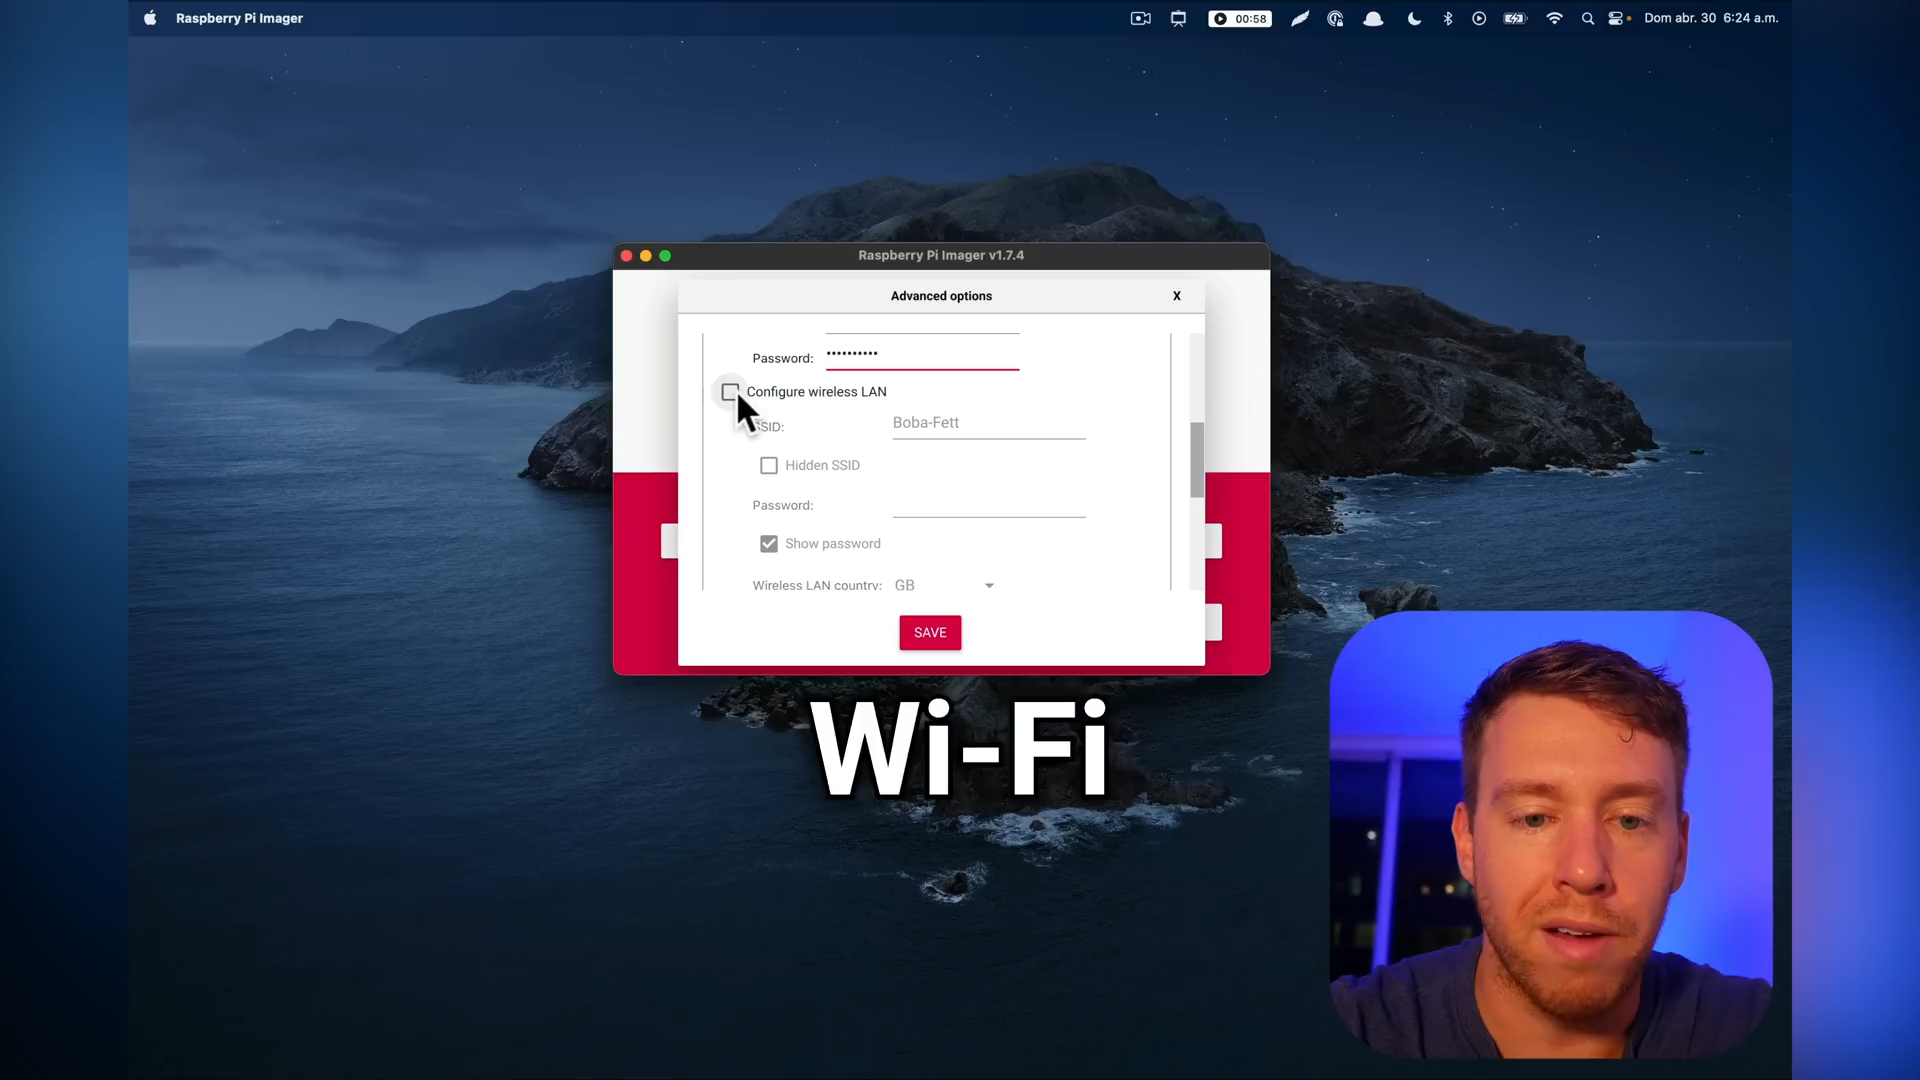 Raspberry Pi Imager
00:58
Dom abr. 30 6:24 a.m.
Raspberry Pi Imager v1.7.4
Advanced options
X
Password: ••••••••••
Configure wireless LAN
SSID: Boba-Fett
Hidden SSID
Password:
Show password
Wireless LAN country: GB
SAVE
Wi-Fi